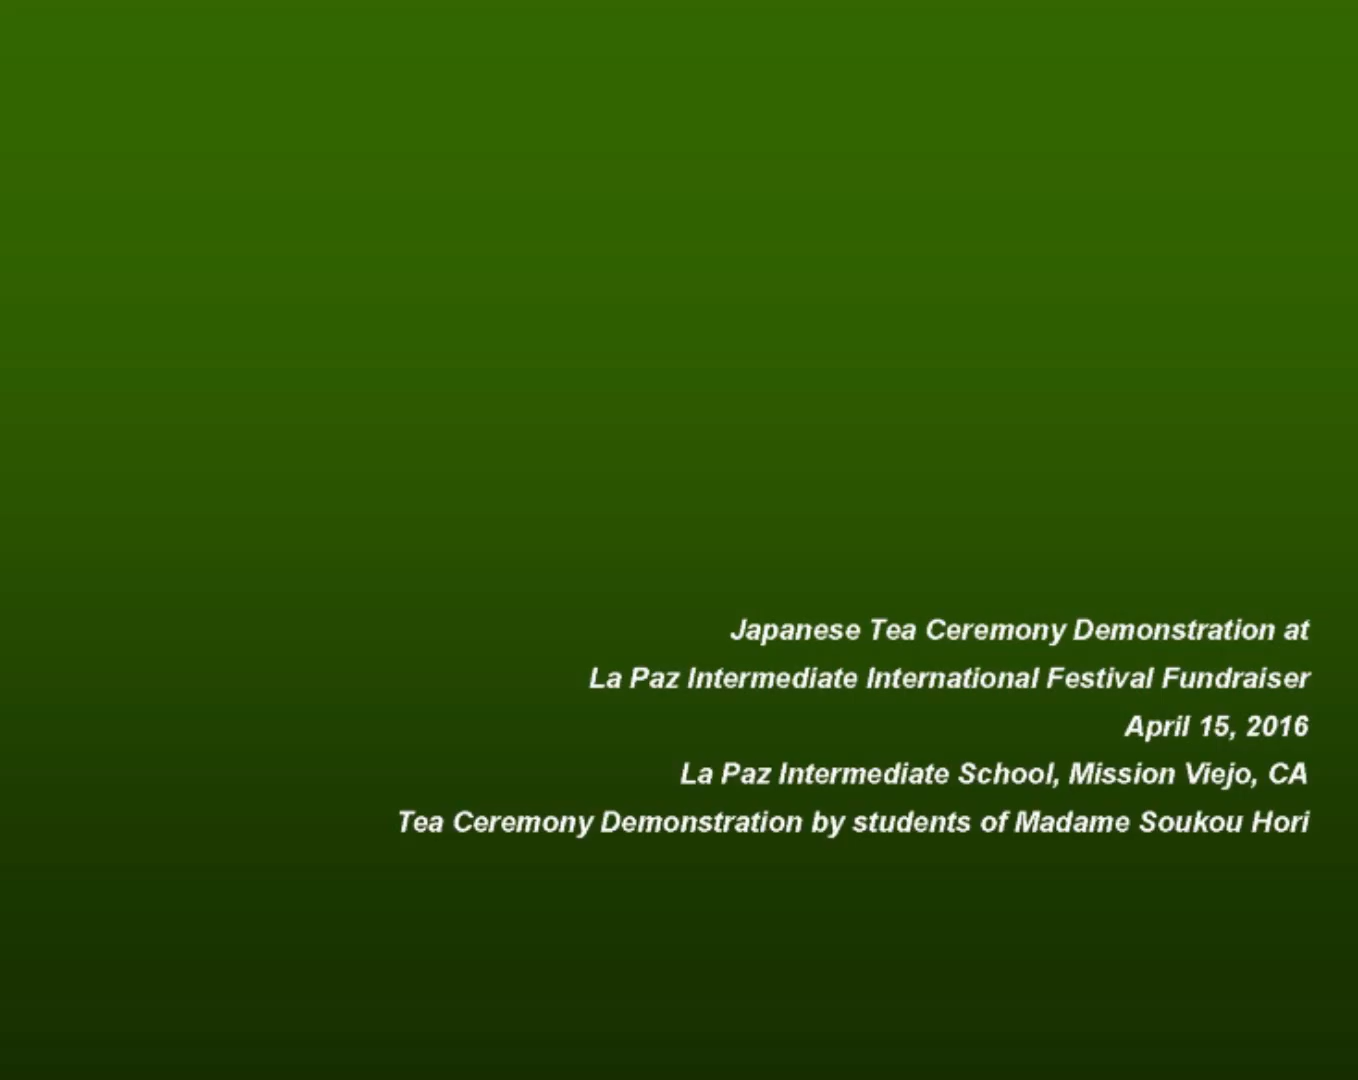 Japanese Tea Ceremony Demonstration at
La Paz Intermediate International Festival Fundraiser
April 15, 2016
La Paz Intermediate School, Mission Viejo, CA
Tea Ceremony Demonstration by students of Madame Soukou Hori